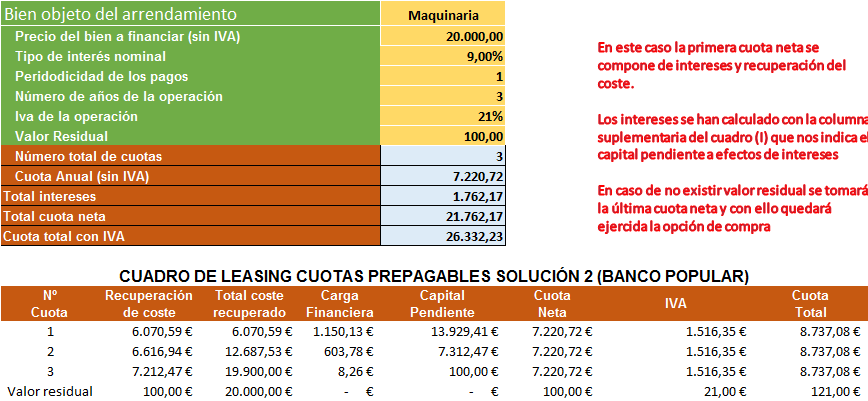 Bien objeto del arrendamiento Maquinaria
Precio del bien a financiar (sin IVA) 20.000,00
Tipo de interés nominal 9,00%
Peridodicidad de los pagos 1
Número de años de la operación 3
Iva de la operación 21%
Valor Residual 100,00
Número total de cuotas 3
Cuota Anual (sin IVA) 7.220,72
Total intereses 1.762,17
Total cuota neta 21.762,17
Cuota total con IVA 26.332,23
En este caso la primera cuota neta se
compone de intereses y recuperación del
coste.
Los intereses se han calculado con la columna
suplementaria del cuadro (I) que nos indica el
capital pendiente a efectos de intereses
En caso de no existir valor residual se tomará
la última cuota neta y con ello quedará
ejercida la opción de compra
CUADRO DE LEASING CUOTAS PREPAGABLES SOLUCIÓN 2 (BANCO POPULAR)
Nº Recuperación Total coste Carga Capital Cuota IVA Cuota
Cuota de coste recuperado Financiera Pendiente Neta Total
1 6.070,59 € 6.070,59 € 1.150,13 € 13.929,41 € 7.220,72 € 1.516,35 € 8.737,08 €
2 6.616,94 € 12.687,53 € 603,78 € 7.312,47 € 7.220,72 € 1.516,35 € 8.737,08 €
3 7.212,47 € 19.900,00 € 8,26 € 100,00 € 7.220,72 € 1.516,35 € 8.737,08 €
Valor residual 100,00 € 20.000,00 € - € - € 100,00 € 21,00 € 121,00 €